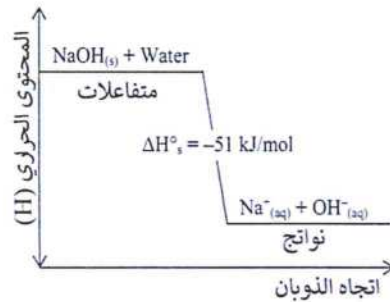 المحتوى الحراري (H)
NaOH(s) + Water
متفاعلات
ΔH°s = –51 kJ/mol
Na⁻(aq) + OH⁻(aq)
نواتج
اتجاه الذوبان